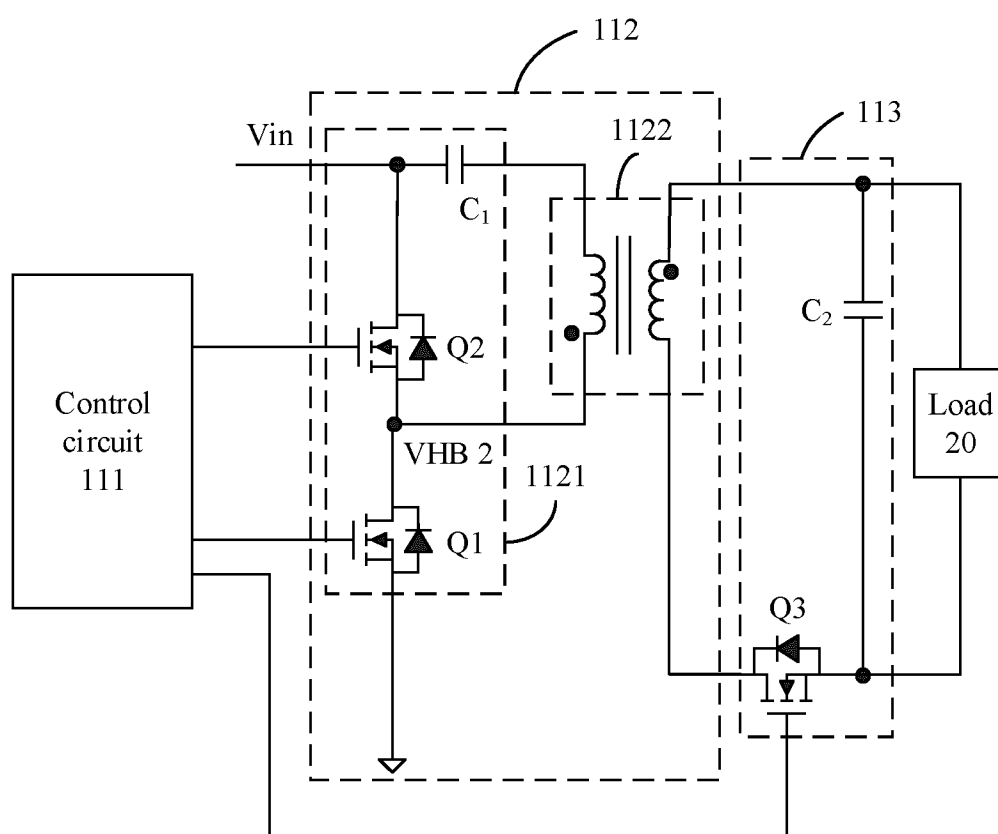 112
Vin
1122
113
C₁
C₂
Q2
Control
circuit
111
VHB 2
Load
20
1121
Q1
Q3